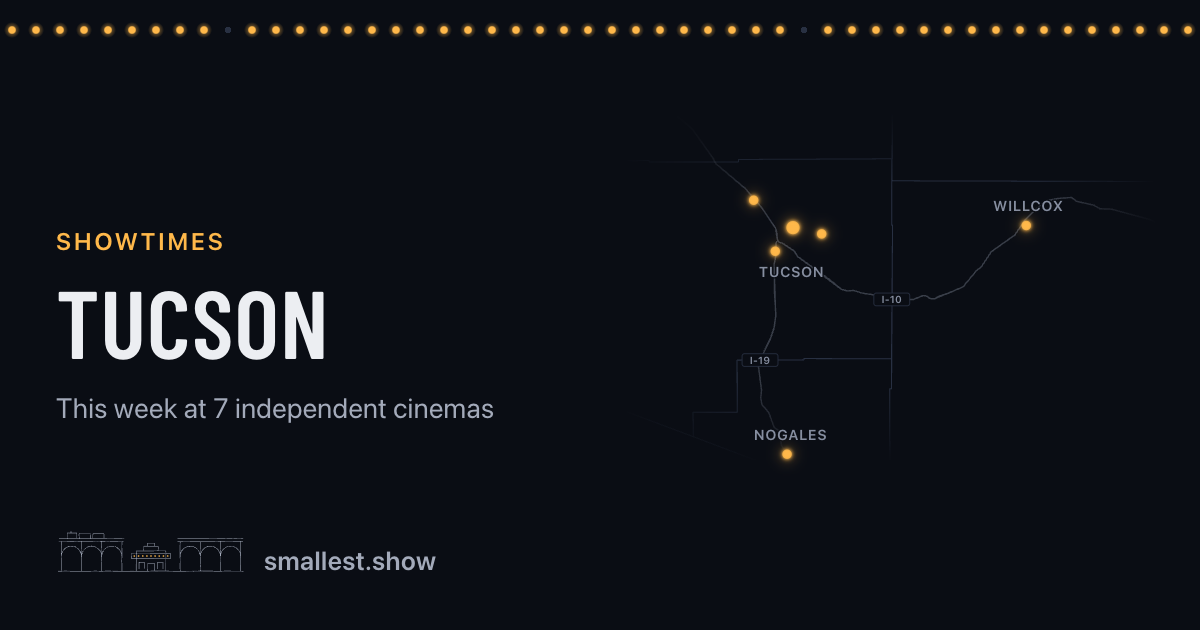 SHOWTIMES
TUCSON
This week at 7 independent cinemas
smallest.show
WILLCOX
TUCSON
I-10
I-19
NOGALES